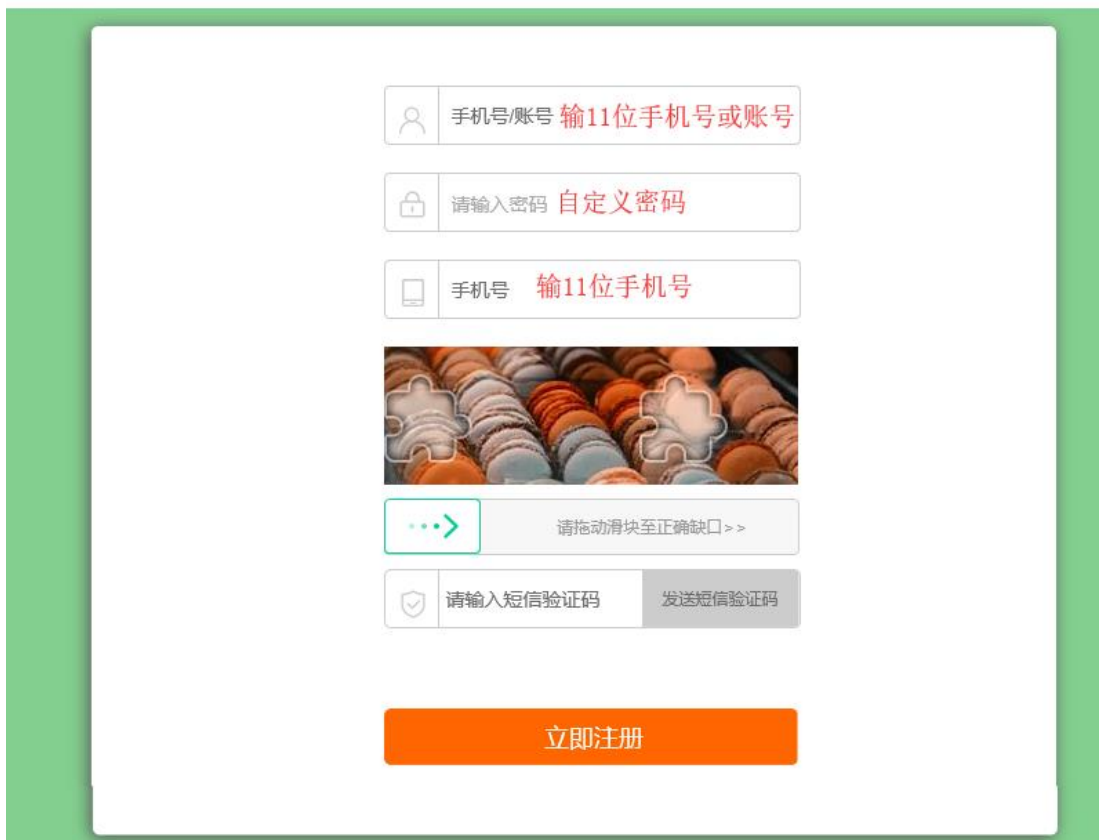 手机号/账号 输11位手机号或账号
请输入密码 自定义密码
手机号 输11位手机号
请拖动滑块至正确缺口>>
请输入短信验证码 发送短信验证码
立即注册